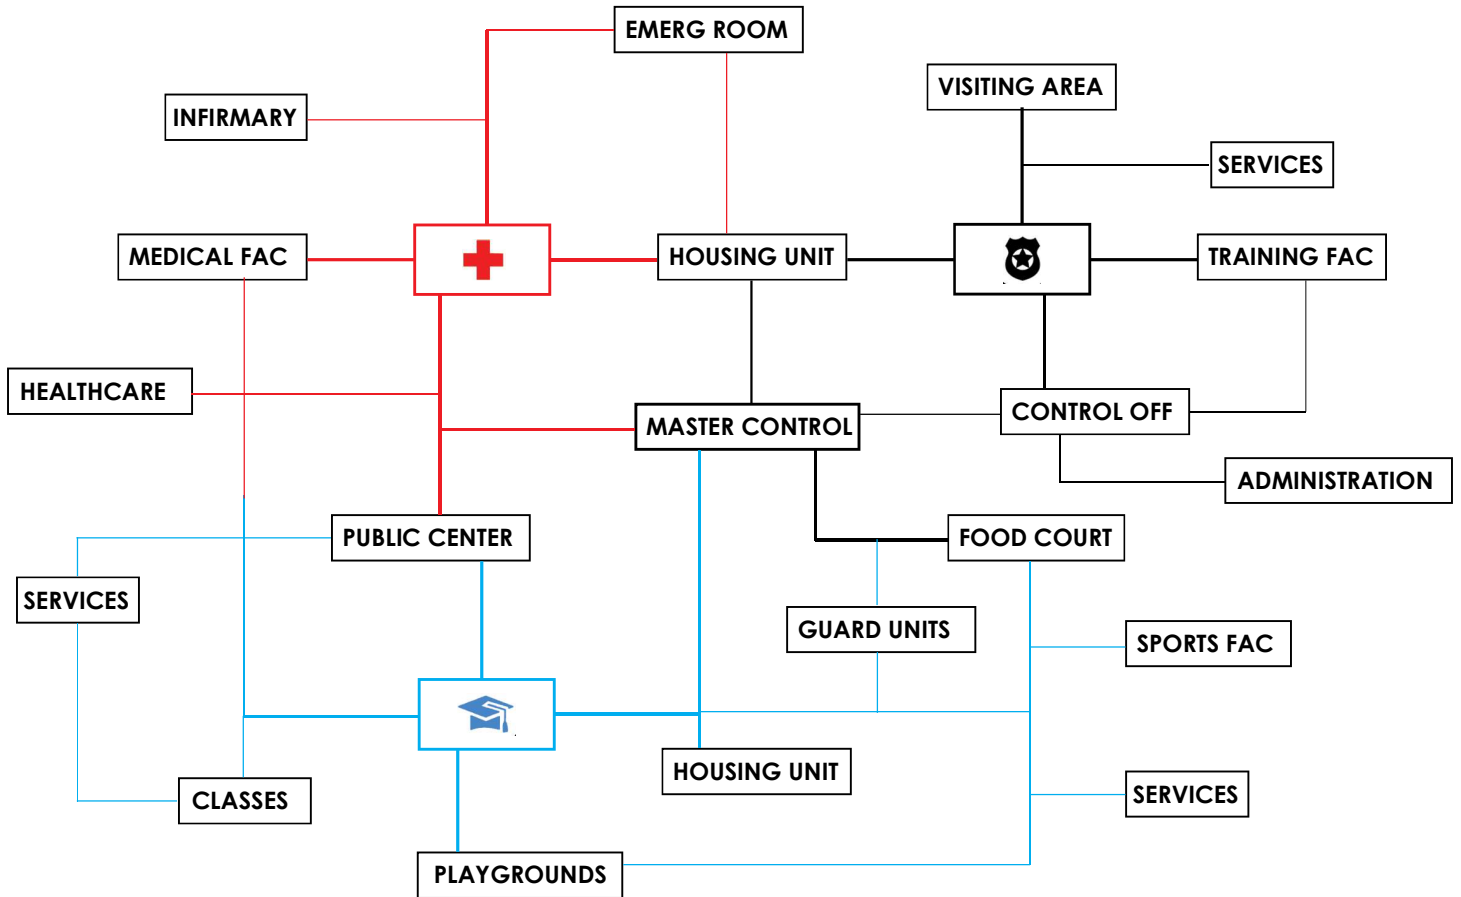 EMERG ROOM
VISITING AREA
INFIRMARY
SERVICES
MEDICAL FAC
HOUSING UNIT
TRAINING FAC
HEALTHCARE
MASTER CONTROL
CONTROL OFF
ADMINISTRATION
PUBLIC CENTER
FOOD COURT
SERVICES
GUARD UNITS
SPORTS FAC
HOUSING UNIT
CLASSES
SERVICES
PLAYGROUNDS